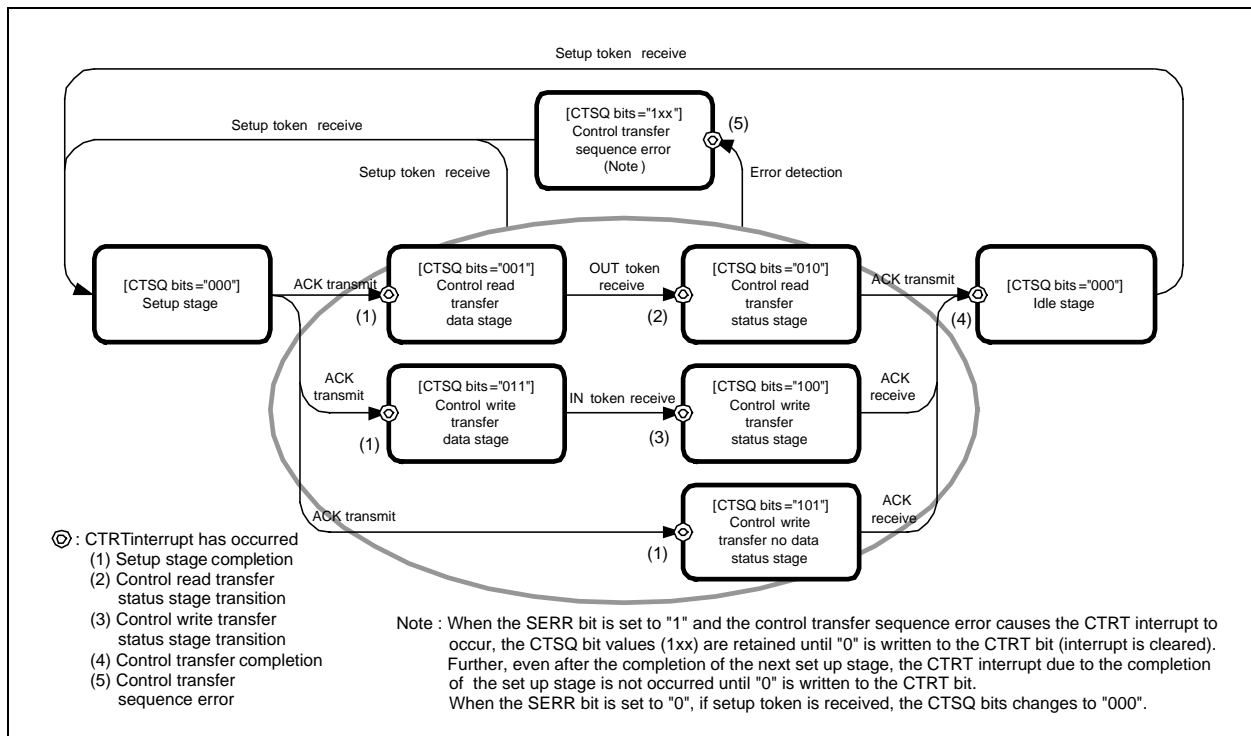 Setup token receive
[CTSQ bits="1xx"]
Control transfer
sequence error
(Note)
(5)
Setup token receive
Setup token receive
Error detection
[CTSQ bits="000"]
Setup stage
ACK transmit
(1)
[CTSQ bits="001"]
Control read
transfer
data stage
OUT token
receive
(2)
[CTSQ bits="010"]
Control read
transfer
status stage
ACK transmit
(4)
[CTSQ bits="000"]
Idle stage
ACK
transmit
(1)
[CTSQ bits="011"]
Control write
transfer
data stage
IN token receive
(3)
[CTSQ bits="100"]
Control write
transfer
status stage
ACK
receive
ACK transmit
(1)
[CTSQ bits="101"]
Control write
transfer no data
status stage
ACK
receive
: CTRTinterrupt has occurred
(1) Setup stage completion
(2) Control read transfer
status stage transition
(3) Control write transfer
status stage transition
(4) Control transfer completion
(5) Control transfer
sequence error
Note : When the SERR bit is set to "1" and the control transfer sequence error causes the CTRT interrupt to
occur, the CTSQ bit values (1xx) are retained until "0" is written to the CTRT bit (interrupt is cleared).
Further, even after the completion of the next set up stage, the CTRT interrupt due to the completion
of the set up stage is not occurred until "0" is written to the CTRT bit.
When the SERR bit is set to "0", if setup token is received, the CTSQ bits changes to "000".